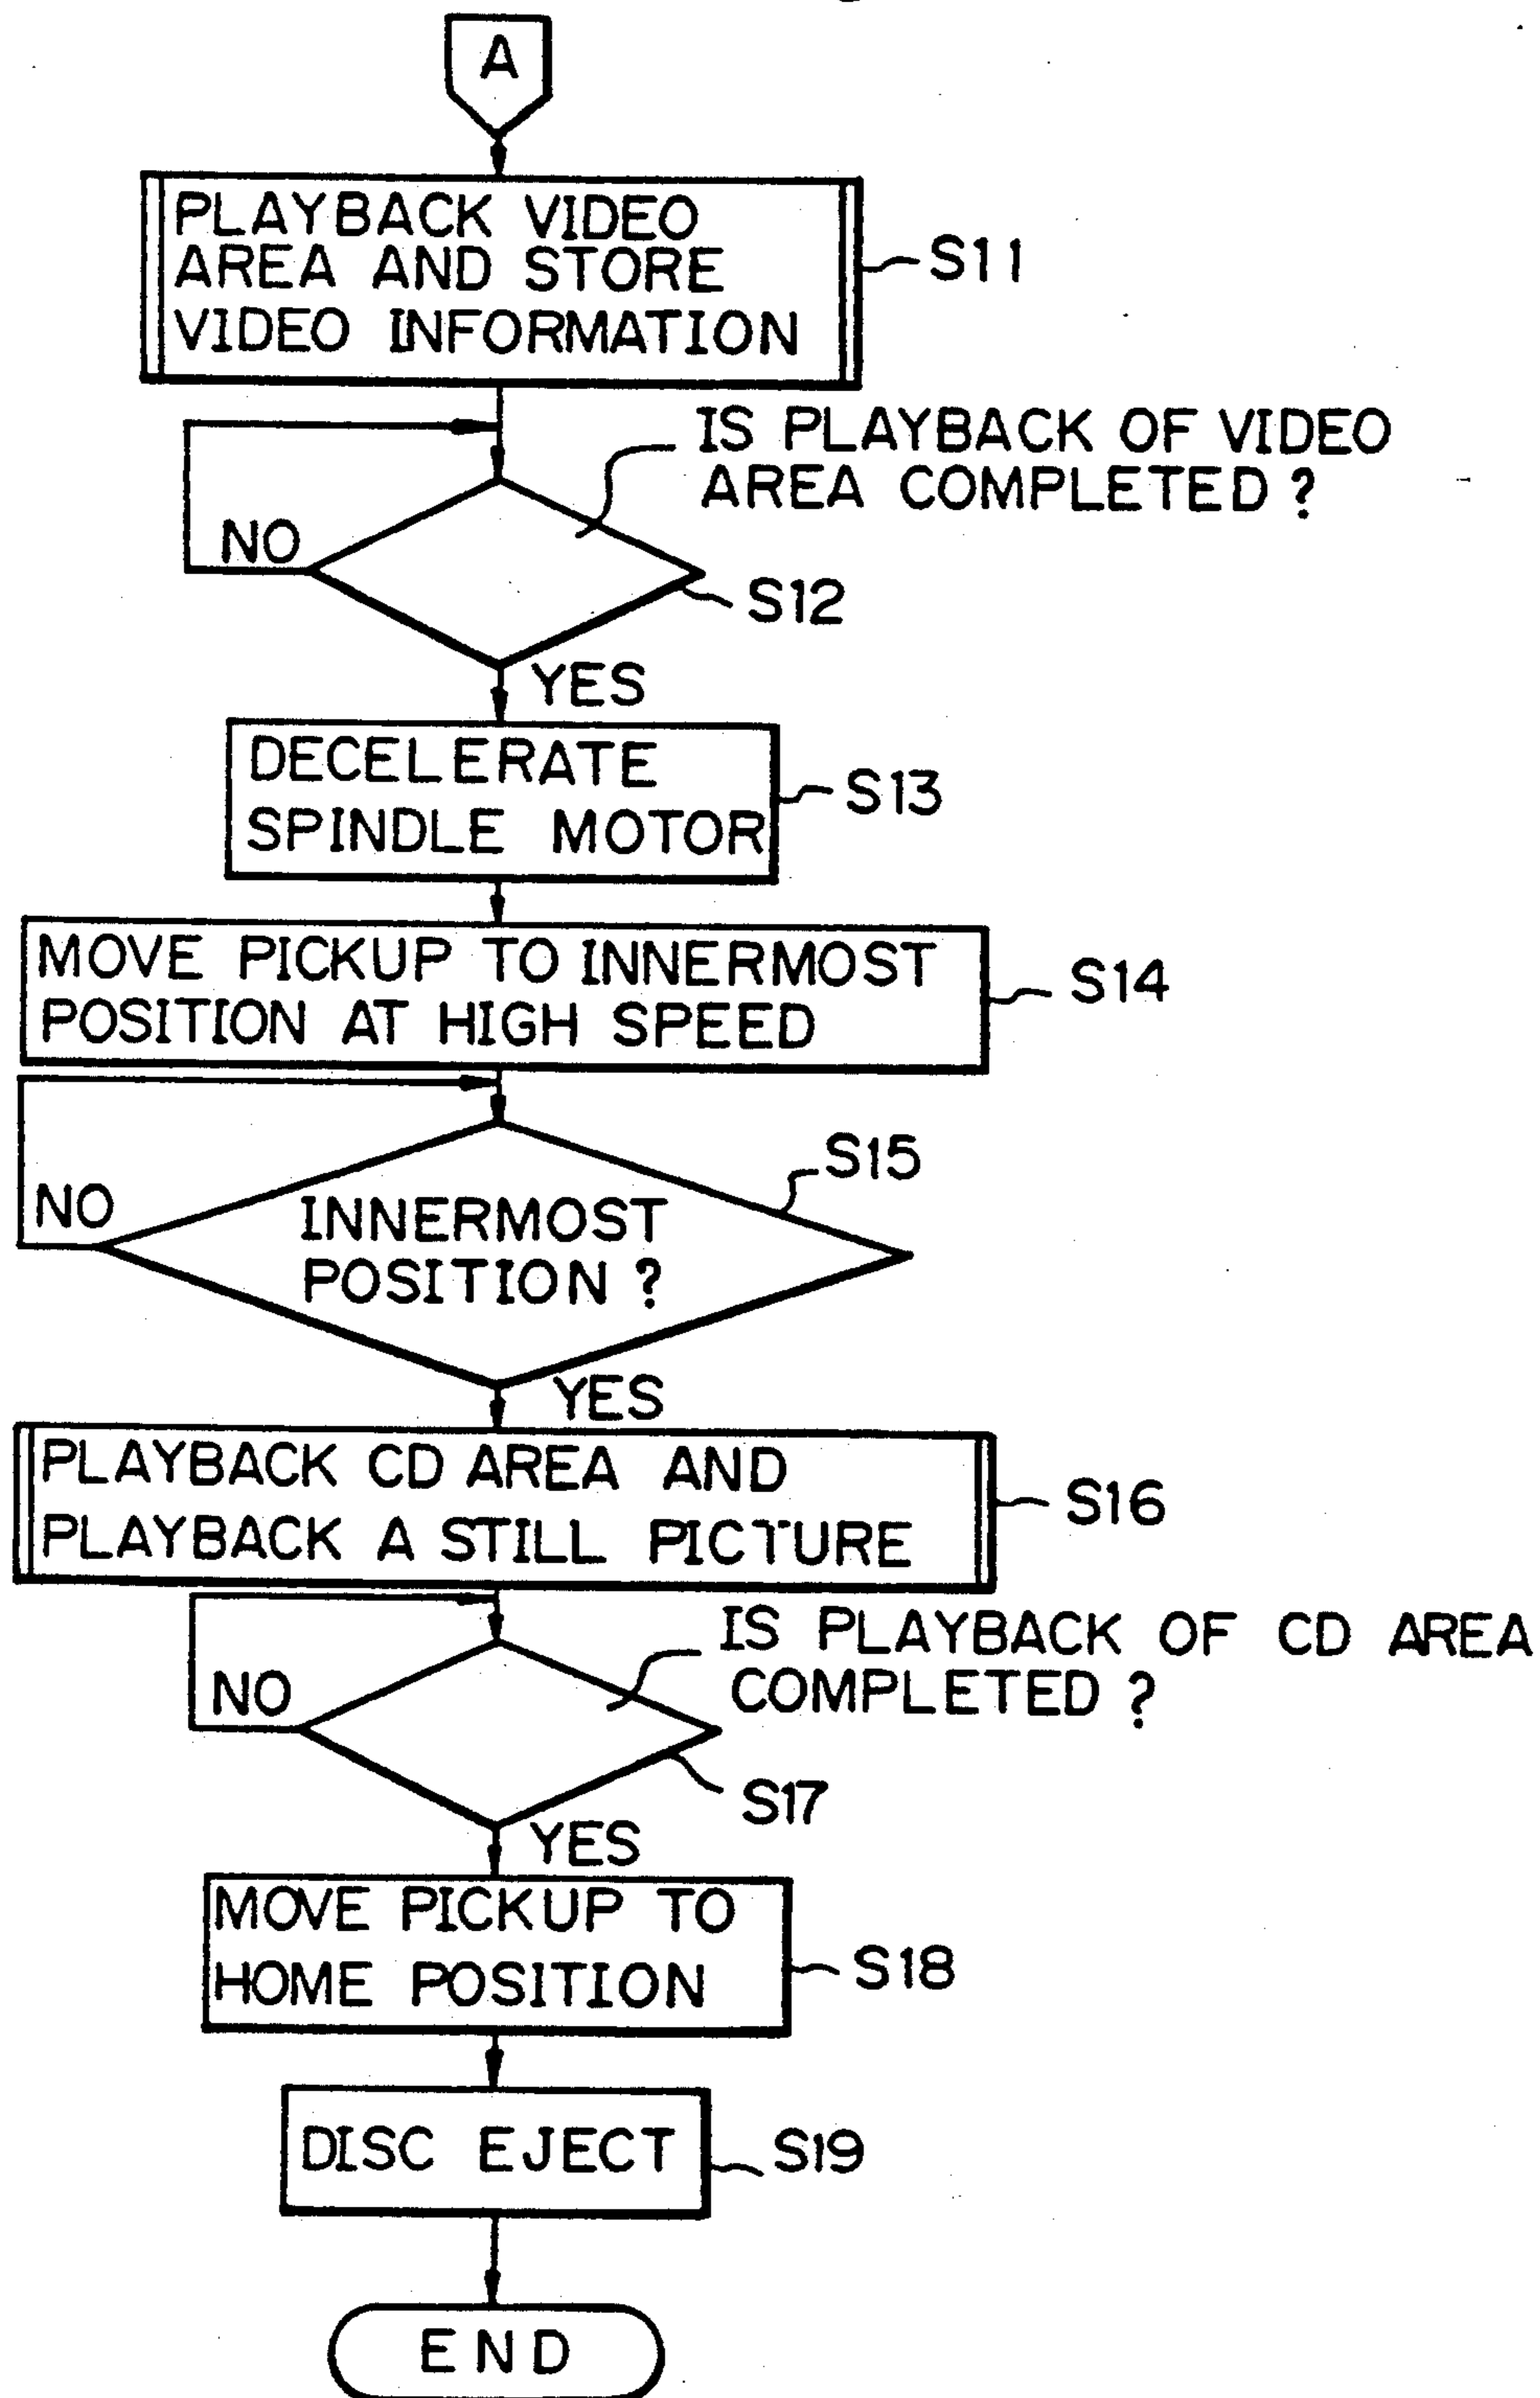 A
PLAYBACK VIDEO
AREA AND STORE
VIDEO INFORMATION
S11
IS PLAYBACK OF VIDEO
AREA COMPLETED ?
NO
S12
YES
DECELERATE
SPINDLE MOTOR
S13
MOVE PICKUP TO INNERMOST
POSITION AT HIGH SPEED
S14
S15
NO
INNERMOST
POSITION ?
YES
PLAYBACK CD AREA AND
PLAYBACK A STILL PICTURE
S16
IS PLAYBACK OF CD AREA
COMPLETED ?
NO
S17
YES
MOVE PICKUP TO
HOME POSITION
S18
DISC EJECT
S19
END